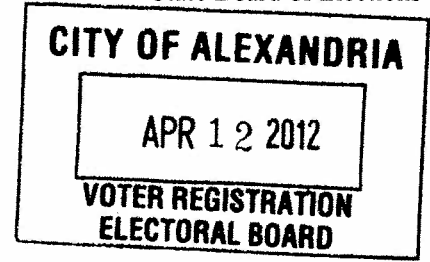 CITY OF ALEXANDRIA
APR 12 2012
VOTER REGISTRATION
ELECTORAL BOARD